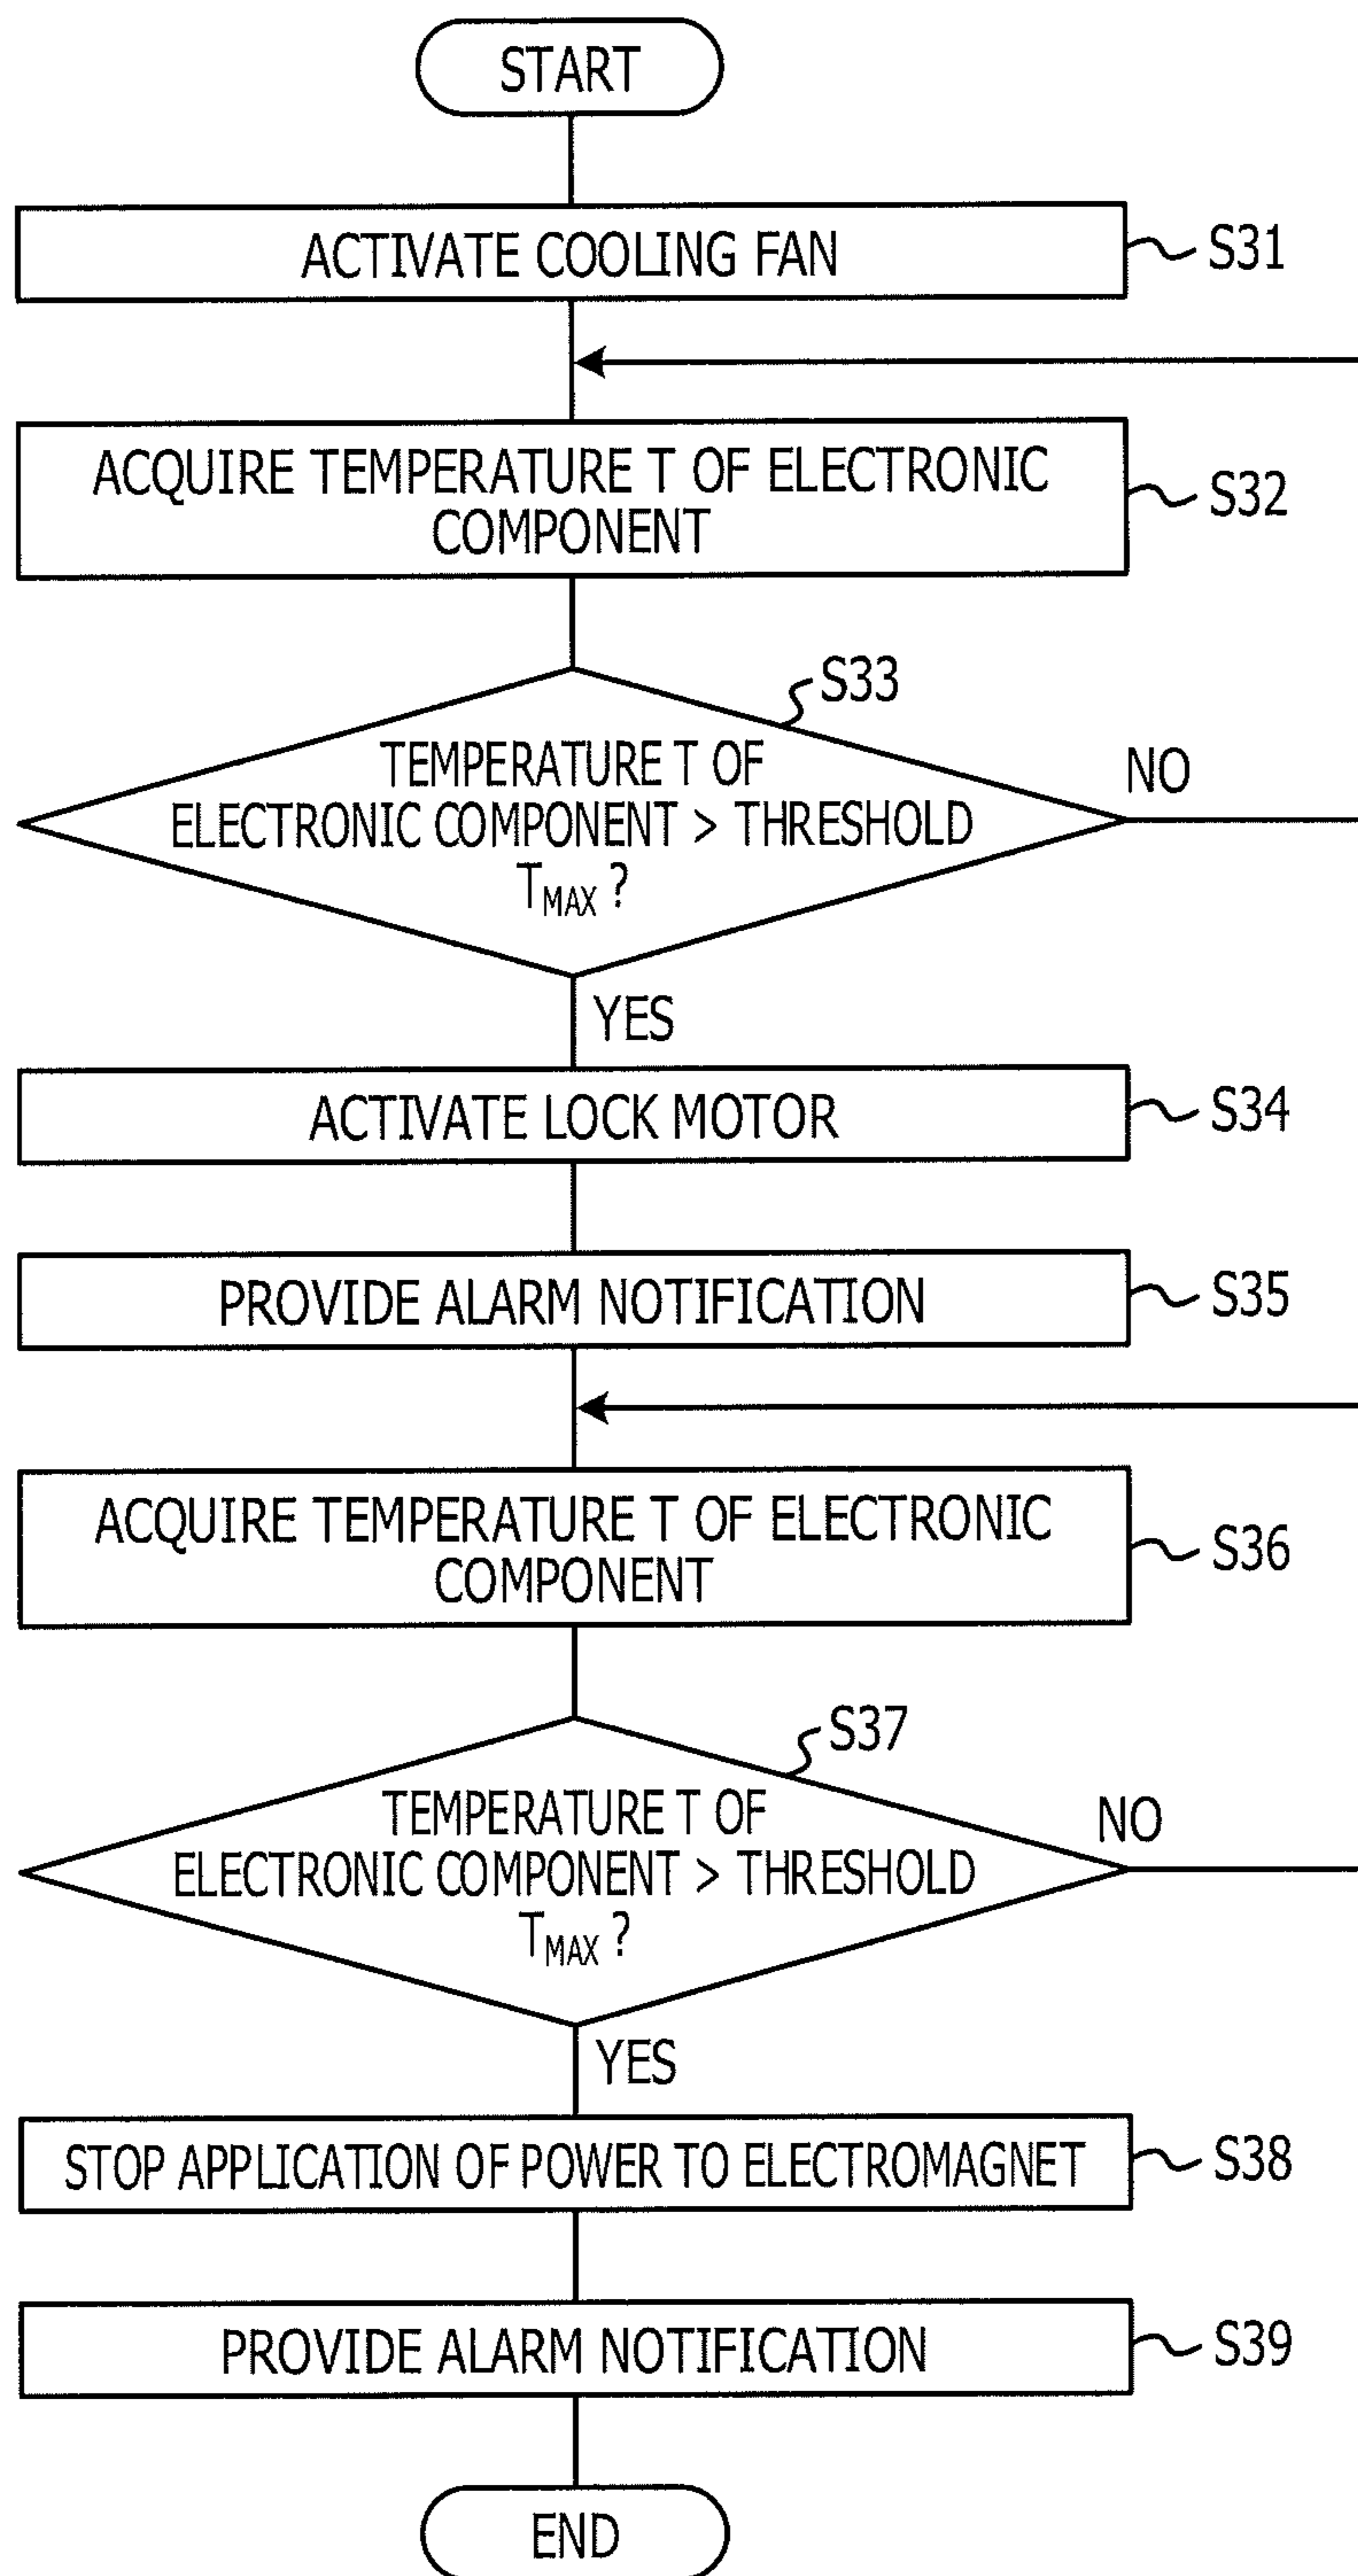 START
ACTIVATE COOLING FAN
S31
ACQUIRE TEMPERATURE T OF ELECTRONIC
COMPONENT
S32
S33
TEMPERATURE T OF
ELECTRONIC COMPONENT > THRESHOLD
TMAX ?
NO
YES
ACTIVATE LOCK MOTOR
S34
PROVIDE ALARM NOTIFICATION
S35
ACQUIRE TEMPERATURE T OF ELECTRONIC
COMPONENT
S36
S37
TEMPERATURE T OF
ELECTRONIC COMPONENT > THRESHOLD
TMAX ?
NO
YES
STOP APPLICATION OF POWER TO ELECTROMAGNET
S38
PROVIDE ALARM NOTIFICATION
S39
END